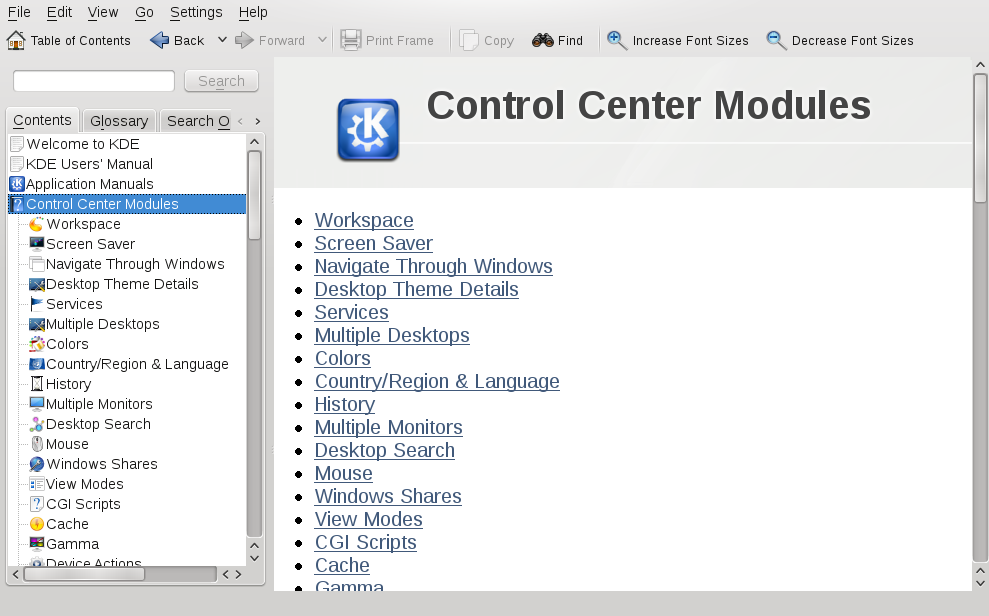 File Edit View Go Settings Help
Table of Contents Back Forward Print Frame Copy Find Increase Font Sizes Decrease Font Sizes
Search
Contents Glossary Search O
Welcome to KDE
KDE Users' Manual
Application Manuals
Control Center Modules
Workspace
Screen Saver
Navigate Through Windows
Desktop Theme Details
Services
Multiple Desktops
Colors
Country/Region & Language
History
Multiple Monitors
Desktop Search
Mouse
Windows Shares
View Modes
CGI Scripts
Cache
Gamma
Device Actions
Control Center Modules
Workspace
Screen Saver
Navigate Through Windows
Desktop Theme Details
Services
Multiple Desktops
Colors
Country/Region & Language
History
Multiple Monitors
Desktop Search
Mouse
Windows Shares
View Modes
CGI Scripts
Cache
Gamma